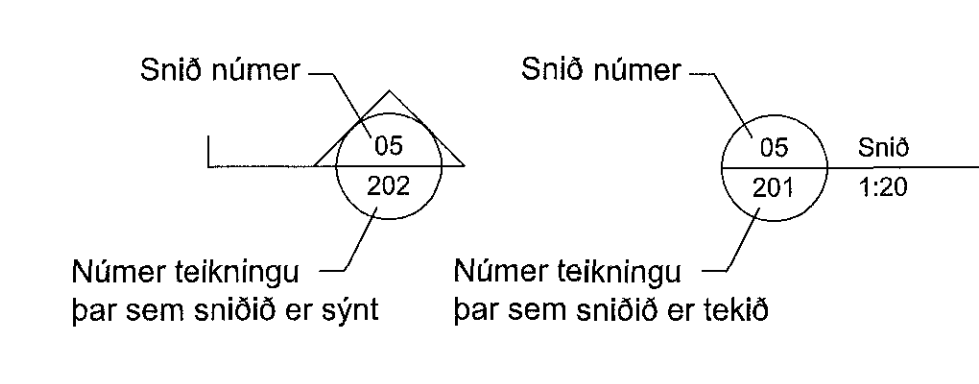 Snið númer
05
202
Númer teikningu
þar sem sniðið er sýnt
Snið númer
05
201
Snið
1:20
Númer teikningu
þar sem sniðið er tekið